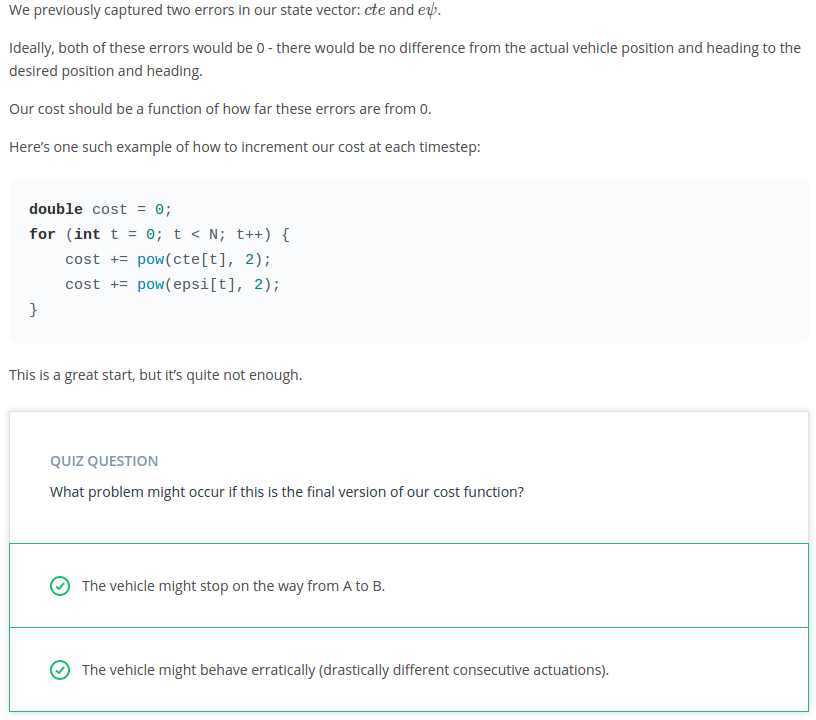 We previously captured two errors in our state vector: cte and eψ.
Ideally, both of these errors would be 0 - there would be no difference from the actual vehicle position and heading to the
desired position and heading.
Our cost should be a function of how far these errors are from 0.
Here's one such example of how to increment our cost at each timestep:
double cost = 0;
for (int t = 0; t < N; t++) {
    cost += pow(cte[t], 2);
    cost += pow(epsi[t], 2);
}
This is a great start, but it's quite not enough.
QUIZ QUESTION
What problem might occur if this is the final version of our cost function?
The vehicle might stop on the way from A to B.
The vehicle might behave erratically (drastically different consecutive actuations).